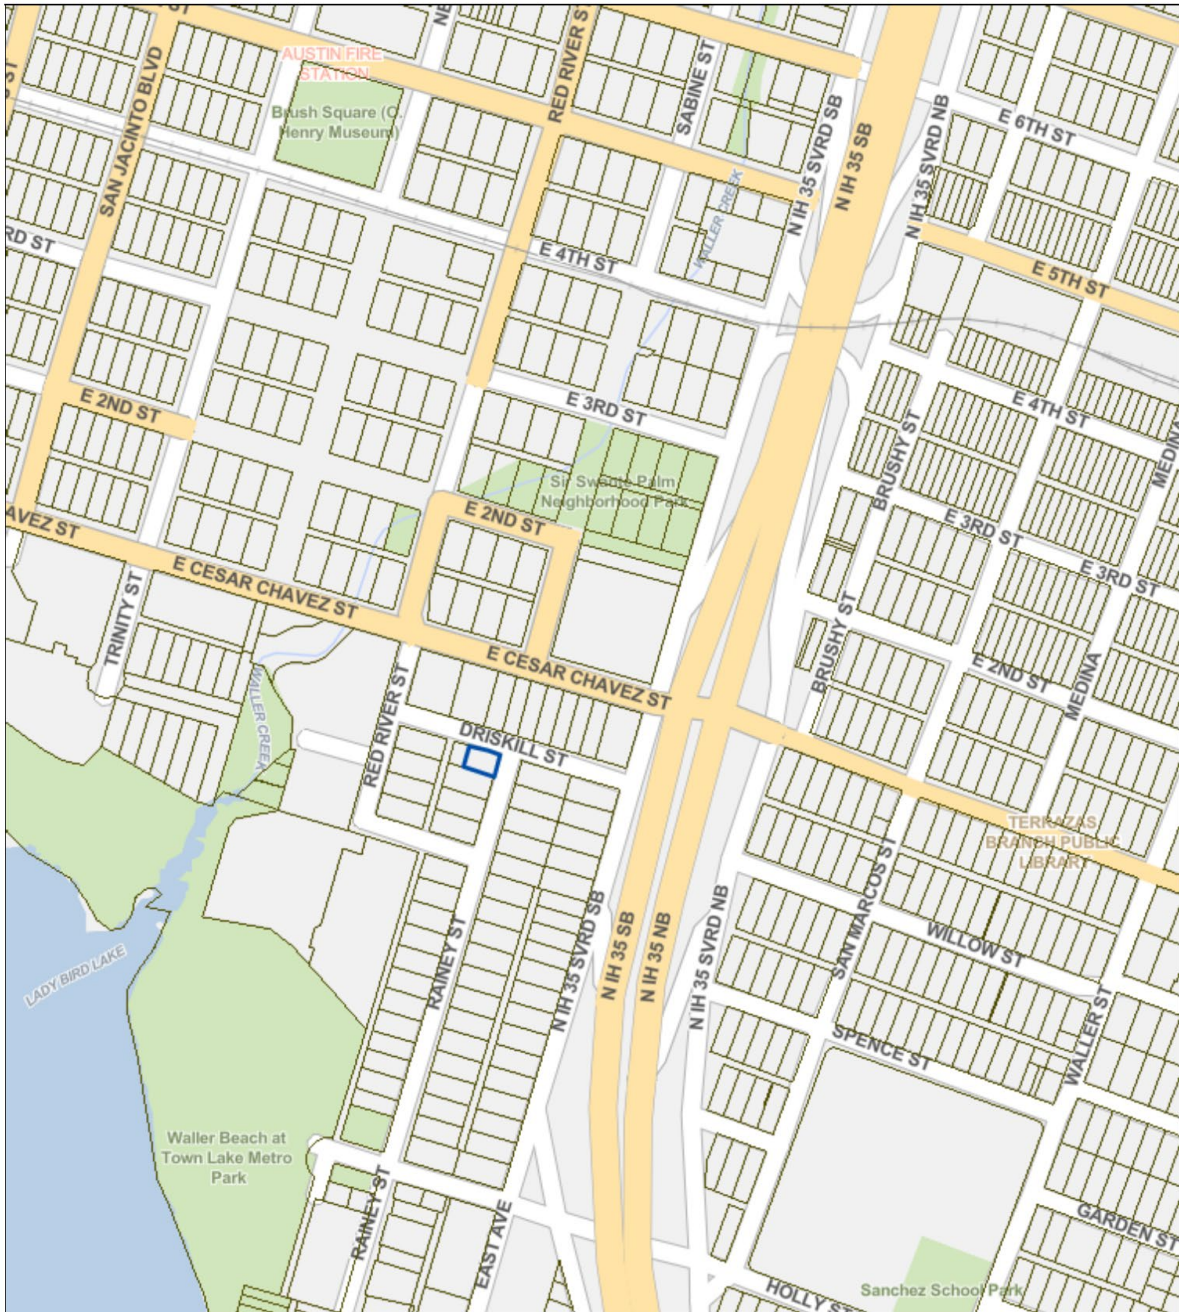 ST
NE
RED RIVER ST
SABINE ST
AUSTIN FIRE
STATION
SAN JACINTO BLVD
ST
Brush Square (O.
Henry Museum)
N IH 35 SVRD SB
N IH 35 SB
N IH 35 SVRD NB
E 6TH ST
WALLER CREEK
RD ST
E 4TH ST
E 5TH ST
E 2ND ST
E 3RD ST
E 4TH ST
BRUSHY ST
MEDINA
Sir Swante Palm
Neighborhood Park
E 2ND ST
AVEZ ST
E 3RD ST
E 3RD ST
E CESAR CHAVEZ ST
TRINITY ST
BRUSHY ST
E CESAR CHAVEZ ST
E 2ND ST
MEDINA
WALLER CREEK
RED RIVER ST
DRISKILL ST
TERRAZAS
BRANCH PUBLIC
LIBRARY
SAN MARCOS ST
LADY BIRD LAKE
RAINEY ST
N IH 35 SVRD SB
N IH 35 SB
N IH 35 NB
N IH 35 SVRD NB
WILLOW ST
SPENCE ST
WALLER ST
Waller Beach at
Town Lake Metro
Park
RAINEY ST
EAST AVE
GARDEN ST
HOLLY ST
Sanchez School Park